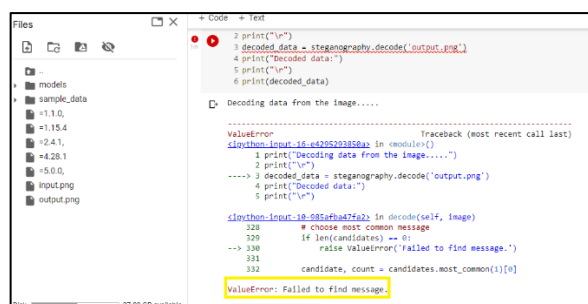 Files
+ Code + Text
..
models
sample_data
=1.1.0,
=1.15.4
=2.4.1,
=4.28.1
=5.0.0,
input.png
output.png
2 print("\r")
3 decoded_data = steganography.decode('output.png')
4 print("Decoded data:")
5 print("\r")
6 print(decoded_data)
Decoding data from the image.....
ValueError Traceback (most recent call last)
<ipython-input-16-e4295293850a> in <module>()
1 print("Decoding data from the image.....")
2 print("\r")
----> 3 decoded_data = steganography.decode('output.png')
4 print("Decoded data:")
5 print("\r")
<ipython-input-10-985afba47fa2> in decode(self, image)
328 # choose most common message
329 if len(candidates) == 0:
--> 330 raise ValueError('Failed to find message.')
331
332 candidate, count = candidates.most_common(1)[0]
ValueError: Failed to find message.